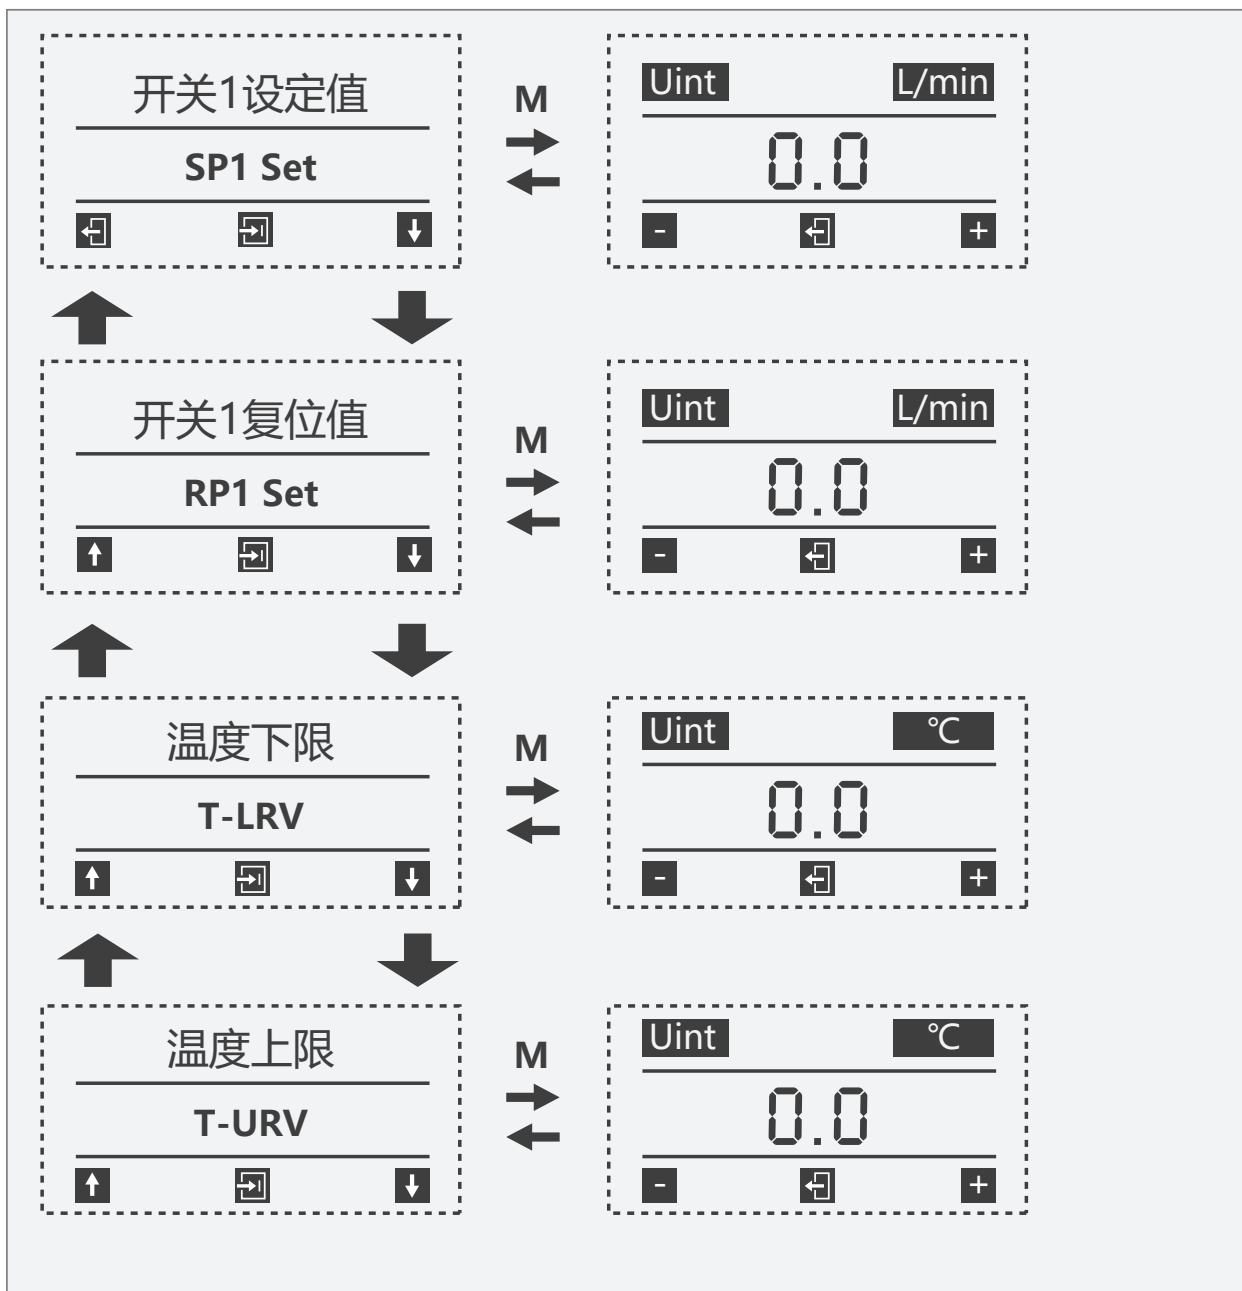 开关1设定值
SP1 Set
M
Uint L/min
0.0
- +
开关1复位值
RP1 Set
M
Uint L/min
0.0
- +
温度下限
T-LRV
M
Uint ℃
0.0
- +
温度上限
T-URV
M
Uint ℃
0.0
- +